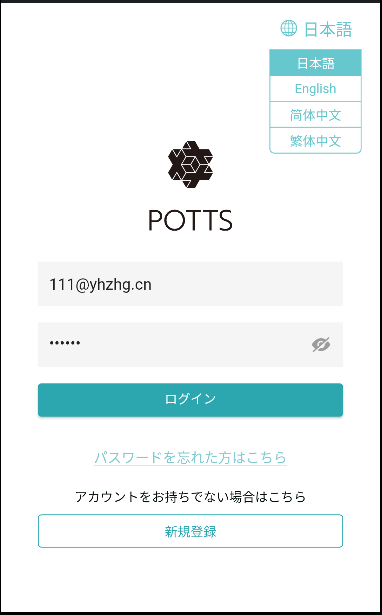 日本語
日本語
English
简体中文
繁体中文
POTTS
111@yhzhg.cn
••••••
ログイン
パスワードを忘れた方はこちら
アカウントをお持ちでない場合はこちら
新規登録